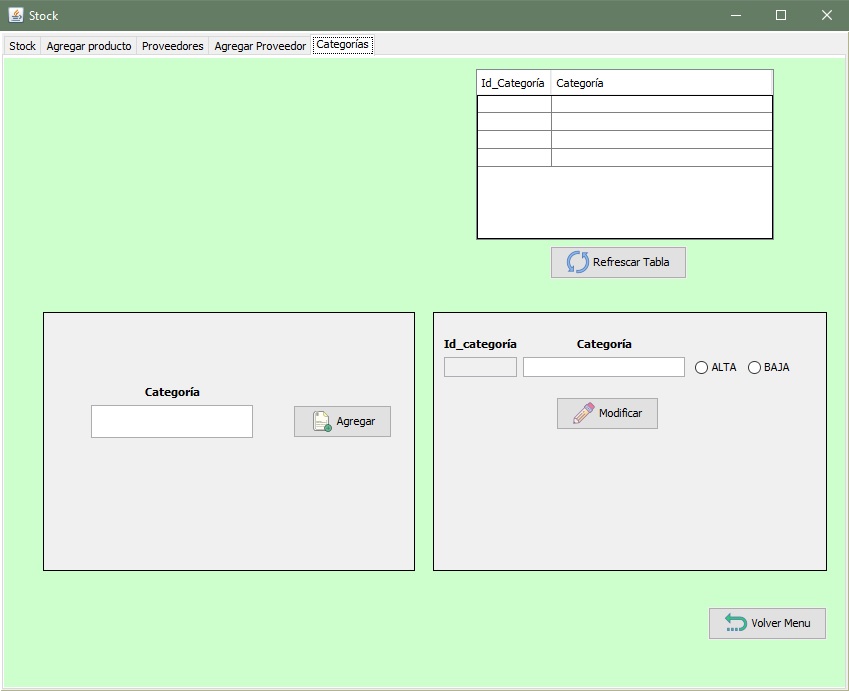 Stock
Stock Agregar producto Proveedores Agregar Proveedor Categorías
Id_Categoría Categoría
Refrescar Tabla
Categoría
Agregar
Id_categoría Categoría
ALTA BAJA
Modificar
Volver Menu